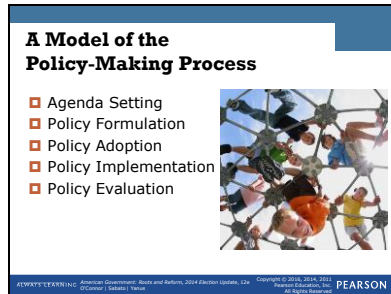 A Model of the
Policy-Making Process
Agenda Setting
Policy Formulation
Policy Adoption
Policy Implementation
Policy Evaluation
ALWAYS LEARNING
American Government: Roots and Reform, 2014 Election Update, 12e
O'Connor | Sabato | Yanus
Copyright © 2016, 2014, 2011
Pearson Education, Inc.
All Rights Reserved
PEARSON